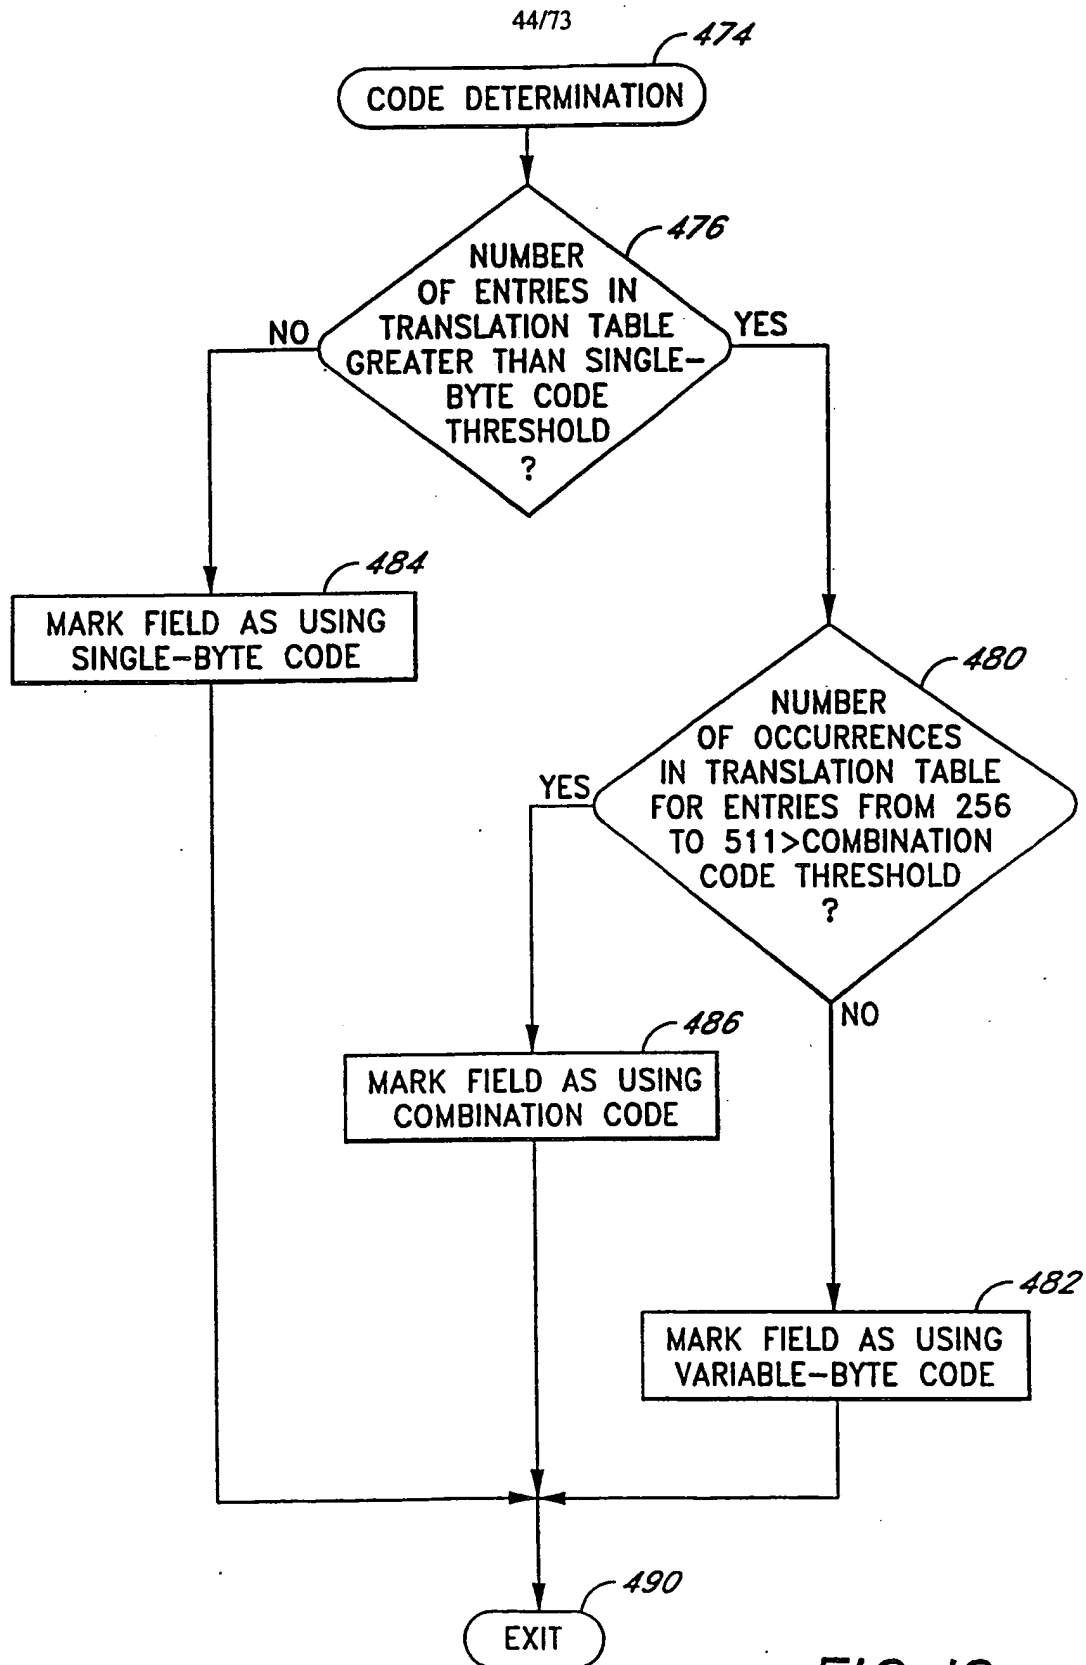 44/73
474
CODE DETERMINATION
476
NUMBER
OF ENTRIES IN
TRANSLATION TABLE
GREATER THAN SINGLE-
BYTE CODE
THRESHOLD
?
NO
YES
484
MARK FIELD AS USING
SINGLE-BYTE CODE
480
NUMBER
OF OCCURRENCES
IN TRANSLATION TABLE
FOR ENTRIES FROM 256
TO 511>COMBINATION
CODE THRESHOLD
?
YES
NO
486
MARK FIELD AS USING
COMBINATION CODE
482
MARK FIELD AS USING
VARIABLE-BYTE CODE
490
EXIT